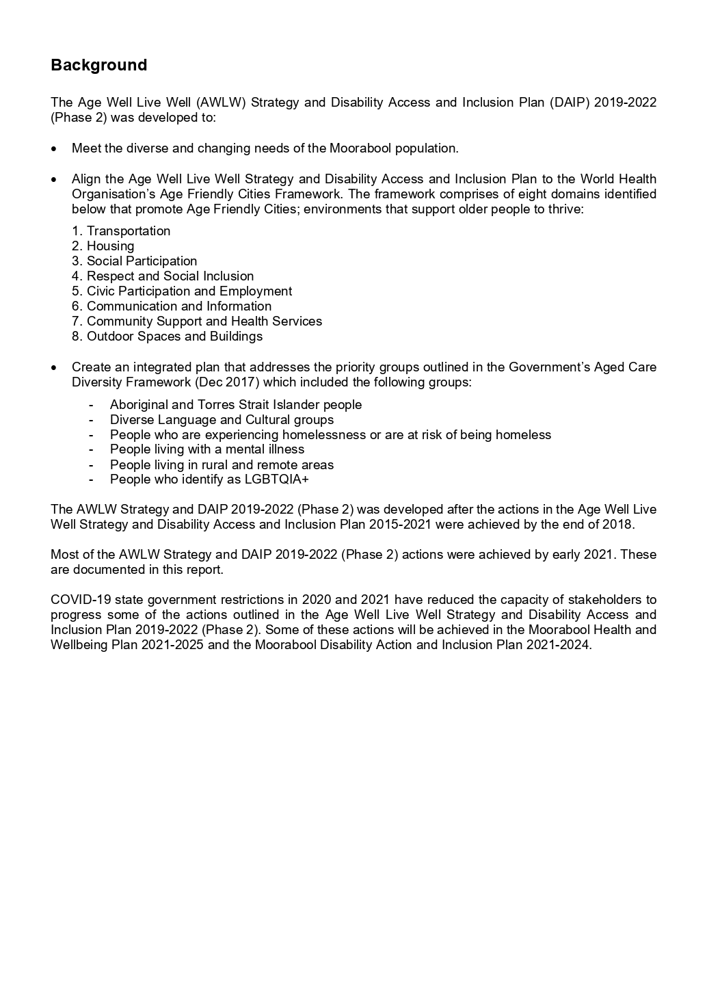 Background
The Age Well Live Well (AWLW) Strategy and Disability Access and Inclusion Plan (DAIP) 2019-2022
(Phase 2) was developed to:
• Meet the diverse and changing needs of the Moorabool population.
• Align the Age Well Live Well Strategy and Disability Access and Inclusion Plan to the World Health
Organisation’s Age Friendly Cities Framework. The framework comprises of eight domains identified
below that promote Age Friendly Cities; environments that support older people to thrive:
1. Transportation
2. Housing
3. Social Participation
4. Respect and Social Inclusion
5. Civic Participation and Employment
6. Communication and Information
7. Community Support and Health Services
8. Outdoor Spaces and Buildings
• Create an integrated plan that addresses the priority groups outlined in the Government’s Aged Care
Diversity Framework (Dec 2017) which included the following groups:
- Aboriginal and Torres Strait Islander people
- Diverse Language and Cultural groups
- People who are experiencing homelessness or are at risk of being homeless
- People living with a mental illness
- People living in rural and remote areas
- People who identify as LGBTQIA+
The AWLW Strategy and DAIP 2019-2022 (Phase 2) was developed after the actions in the Age Well Live
Well Strategy and Disability Access and Inclusion Plan 2015-2021 were achieved by the end of 2018.
Most of the AWLW Strategy and DAIP 2019-2022 (Phase 2) actions were achieved by early 2021. These
are documented in this report.
COVID-19 state government restrictions in 2020 and 2021 have reduced the capacity of stakeholders to
progress some of the actions outlined in the Age Well Live Well Strategy and Disability Access and
Inclusion Plan 2019-2022 (Phase 2). Some of these actions will be achieved in the Moorabool Health and
Wellbeing Plan 2021-2025 and the Moorabool Disability Action and Inclusion Plan 2021-2024.